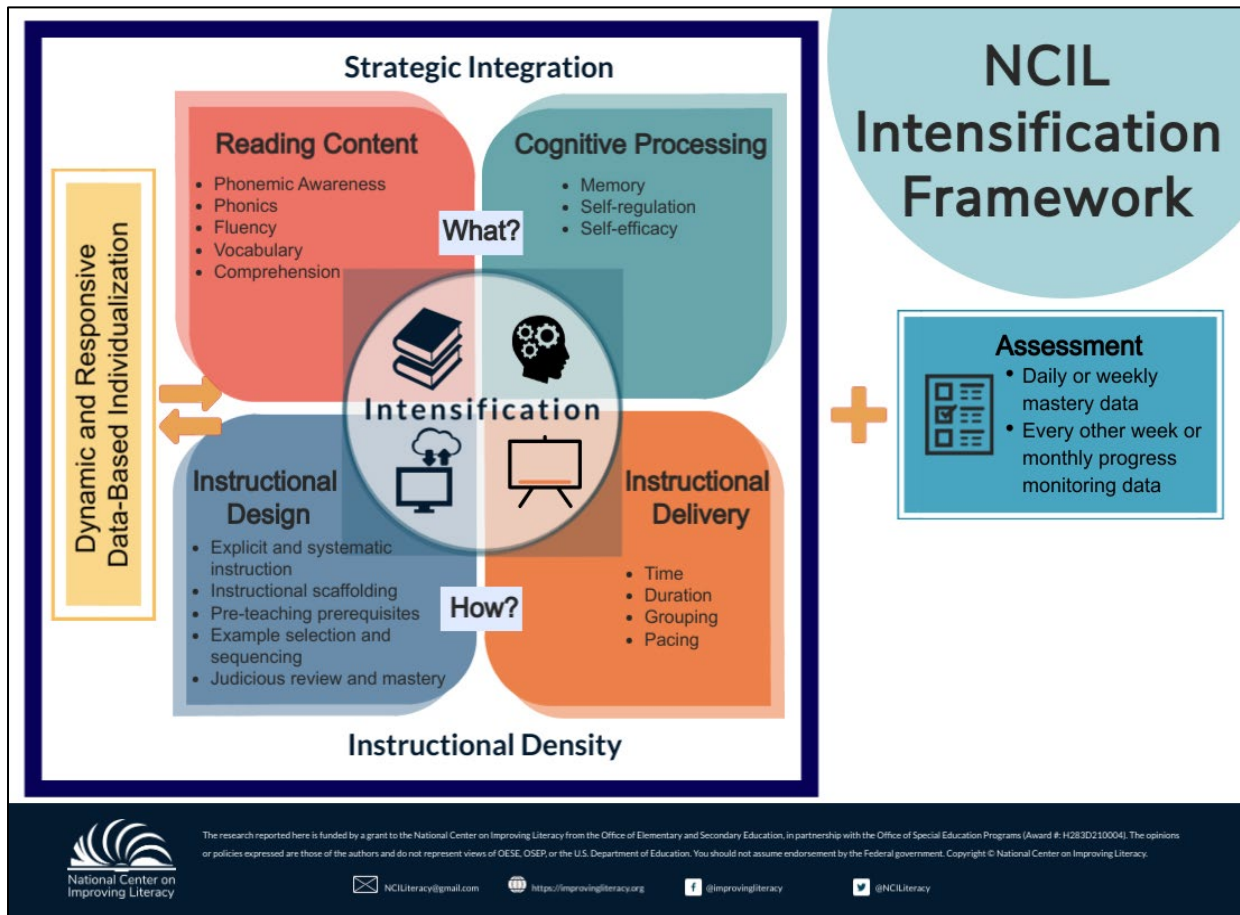 Strategic Integration
NCIL
Intensification
Framework
Dynamic and Responsive
Data-Based Individualization
Reading Content
• Phonemic Awareness
• Phonics
• Fluency
• Vocabulary
• Comprehension
Cognitive Processing
• Memory
• Self-regulation
• Self-efficacy
What?
Intensification
Instructional
Design
• Explicit and systematic
instruction
• Instructional scaffolding
• Pre-teaching prerequisites
• Example selection and
sequencing
• Judicious review and mastery
How?
Instructional
Delivery
• Time
• Duration
• Grouping
• Pacing
Instructional Density
Assessment
• Daily or weekly
mastery data
• Every other week or
monthly progress
monitoring data
National Center on
Improving Literacy
The research reported here is funded by a grant to the National Center on Improving Literacy from the Office of Elementary and Secondary Education, in partnership with the Office of Special Education Programs (Award #: H283D210004). The opinions
or policies expressed are those of the authors and do not represent views of OESE, OSEP, or the U.S. Department of Education. You should not assume endorsement by the Federal government. Copyright © National Center on Improving Literacy.
NCILiteracy@gmail.com
https://improvingliteracy.org
@improvingliteracy
@NCILiteracy